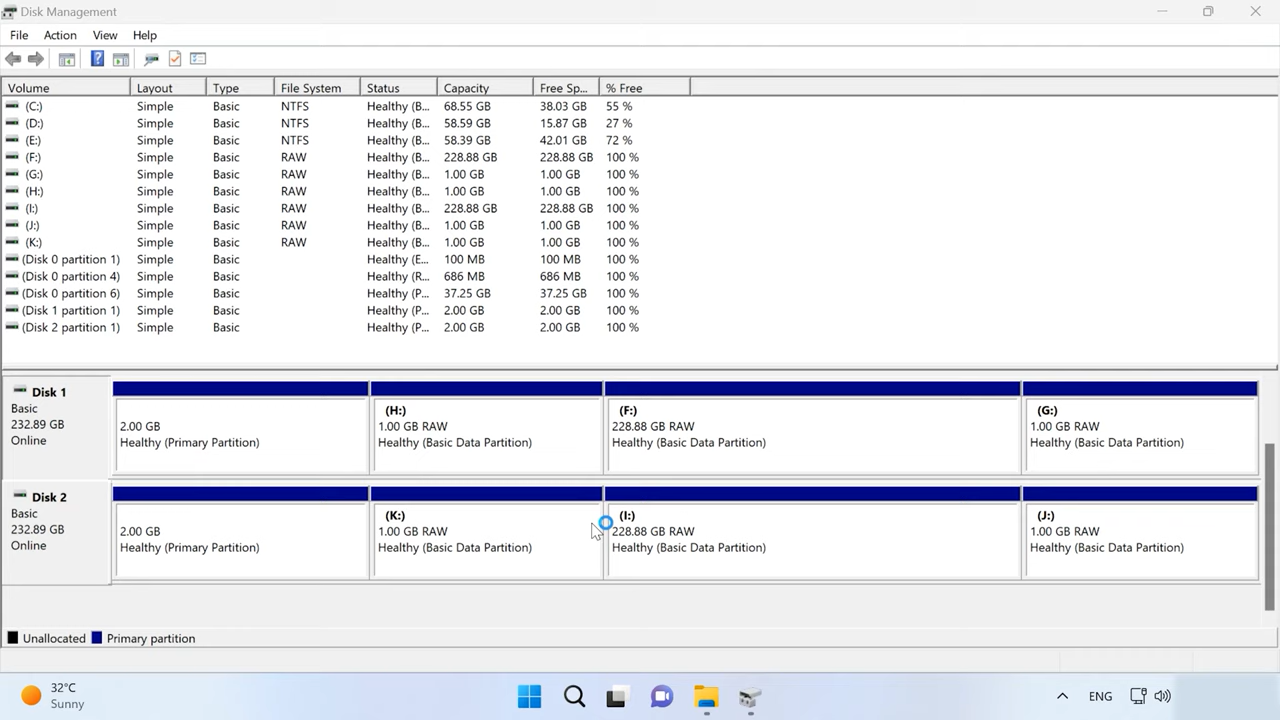 Disk Management
File Action View Help
Volume Layout Type File System Status Capacity Free Sp... % Free
(C:) Simple Basic NTFS Healthy (B... 68.55 GB 38.03 GB 55 %
(D:) Simple Basic NTFS Healthy (B... 58.59 GB 15.87 GB 27 %
(E:) Simple Basic NTFS Healthy (B... 58.39 GB 42.01 GB 72 %
(F:) Simple Basic RAW Healthy (B... 228.88 GB 228.88 GB 100 %
(G:) Simple Basic RAW Healthy (B... 1.00 GB 1.00 GB 100 %
(H:) Simple Basic RAW Healthy (B... 1.00 GB 1.00 GB 100 %
(I:) Simple Basic RAW Healthy (B... 228.88 GB 228.88 GB 100 %
(J:) Simple Basic RAW Healthy (B... 1.00 GB 1.00 GB 100 %
(K:) Simple Basic RAW Healthy (B... 1.00 GB 1.00 GB 100 %
(Disk 0 partition 1) Simple Basic Healthy (E... 100 MB 100 MB 100 %
(Disk 0 partition 4) Simple Basic Healthy (R... 686 MB 686 MB 100 %
(Disk 0 partition 6) Simple Basic Healthy (P... 37.25 GB 37.25 GB 100 %
(Disk 1 partition 1) Simple Basic Healthy (P... 2.00 GB 2.00 GB 100 %
(Disk 2 partition 1) Simple Basic Healthy (P... 2.00 GB 2.00 GB 100 %
Disk 1
Basic
232.89 GB
Online
2.00 GB
Healthy (Primary Partition)
(H:)
1.00 GB RAW
Healthy (Basic Data Partition)
(F:)
228.88 GB RAW
Healthy (Basic Data Partition)
(G:)
1.00 GB RAW
Healthy (Basic Data Partition)
Disk 2
Basic
232.89 GB
Online
2.00 GB
Healthy (Primary Partition)
(K:)
1.00 GB RAW
Healthy (Basic Data Partition)
(I:)
228.88 GB RAW
Healthy (Basic Data Partition)
(J:)
1.00 GB RAW
Healthy (Basic Data Partition)
Unallocated Primary partition
32°C
Sunny
ENG